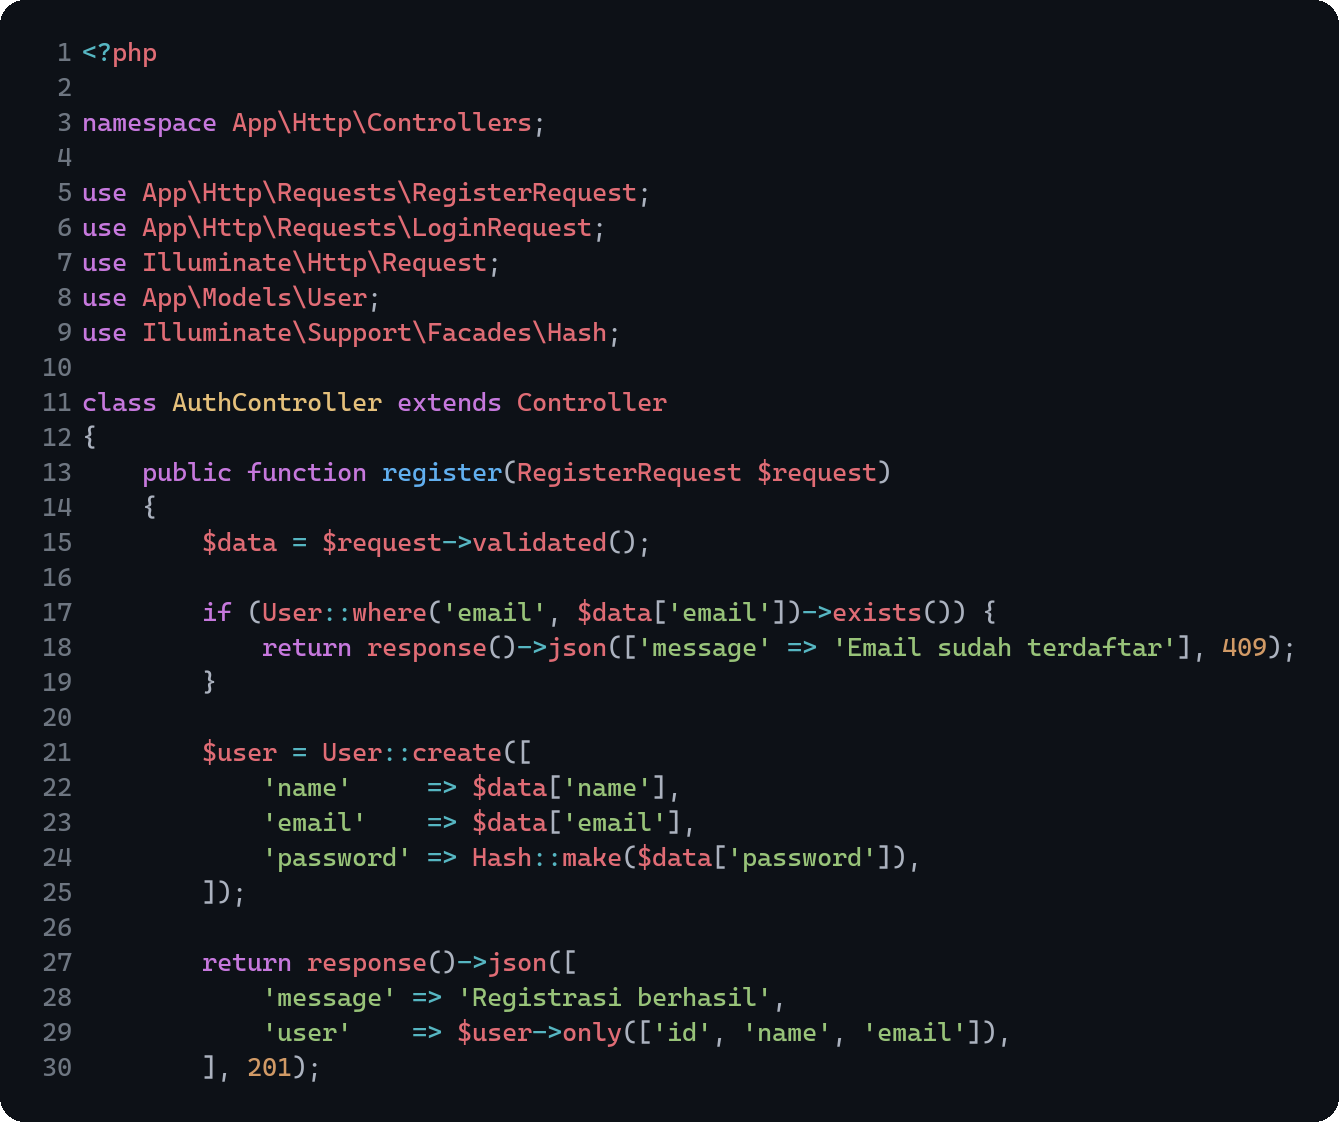 1 <?php
2
3 namespace App\Http\Controllers;
4
5 use App\Http\Requests\RegisterRequest;
6 use App\Http\Requests\LoginRequest;
7 use Illuminate\Http\Request;
8 use App\Models\User;
9 use Illuminate\Support\Facades\Hash;
10
11 class AuthController extends Controller
12 {
13     public function register(RegisterRequest $request)
14     {
15         $data = $request->validated();
16
17         if (User::where('email', $data['email'])->exists()) {
18             return response()->json(['message' => 'Email sudah terdaftar'], 409);
19         }
20
21         $user = User::create([
22             'name'     => $data['name'],
23             'email'    => $data['email'],
24             'password' => Hash::make($data['password']),
25         ]);
26
27         return response()->json([
28             'message' => 'Registrasi berhasil',
29             'user'    => $user->only(['id', 'name', 'email']),
30         ], 201);